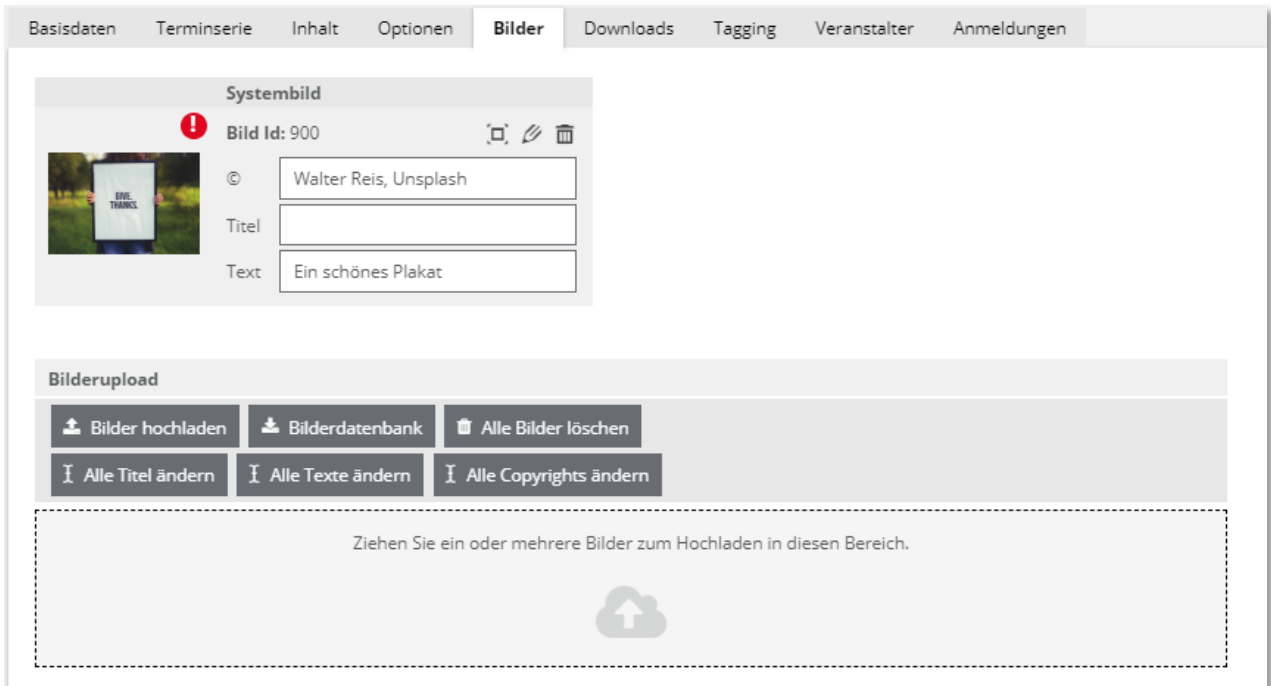 Basisdaten Terminserie Inhalt Optionen Bilder Downloads Tagging Veranstalter Anmeldungen
Systembild
Bild Id: 900
© Walter Reis, Unsplash
Titel
Text Ein schönes Plakat
GIVE.
THANKS.
Bilderupload
Bilder hochladen Bilderdatenbank Alle Bilder löschen
Alle Titel ändern Alle Texte ändern Alle Copyrights ändern
Ziehen Sie ein oder mehrere Bilder zum Hochladen in diesen Bereich.